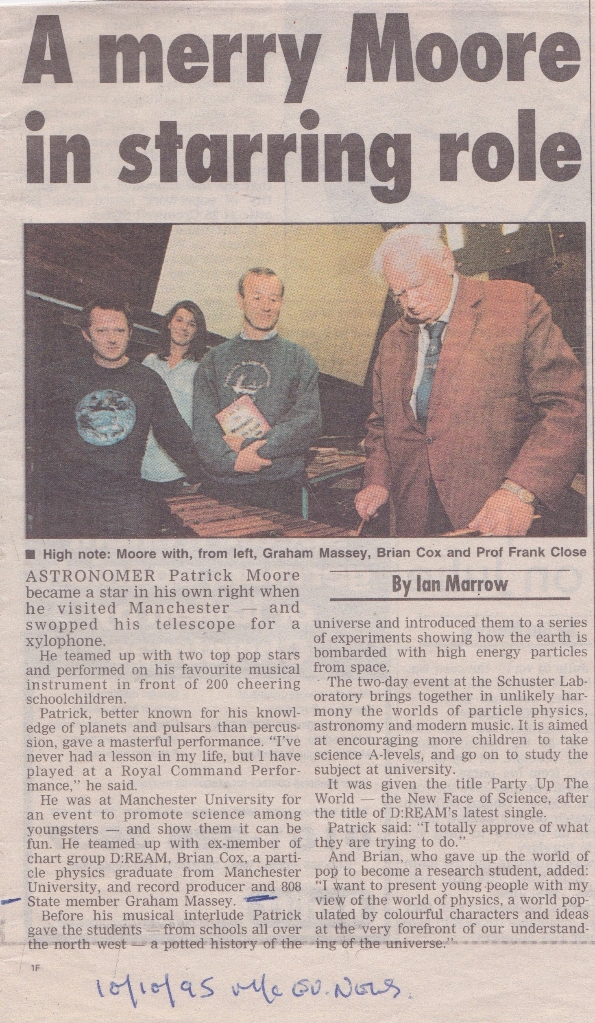 A merry Moore
in starring role
■ High note: Moore with, from left, Graham Massey, Brian Cox and Prof Frank Close
ASTRONOMER Patrick Moore
became a star in his own right when
he visited Manchester — and
swopped his telescope for a
xylophone.
He teamed up with two top pop stars
and performed on his favourite musical
instrument in front of 200 cheering
schoolchildren.
Patrick, better known for his knowl-
edge of planets and pulsars than percus-
sion, gave a masterful performance. “I’ve
never had a lesson in my life, but I have
played at a Royal Command Perfor-
mance,” he said.
He was at Manchester University for
an event to promote science among
youngsters — and show them it can be
fun. He teamed up with ex-member of
chart group D:REAM, Brian Cox, a parti-
cle physics graduate from Manchester
University, and record producer and 808
State member Graham Massey.
Before his musical interlude Patrick
gave the students — from schools all over
the north west — a potted history of the
By Ian Marrow
universe and introduced them to a series
of experiments showing how the earth is
bombarded with high energy particles
from space.
The two-day event at the Schuster Lab-
oratory brings together in unlikely har-
mony the worlds of particle physics,
astronomy and modern music. It is aimed
at encouraging more children to take
science A-levels, and go on to study the
subject at university.
It was given the title Party Up The
World — the New Face of Science, after
the title of D:REAM’s latest single.
Patrick said: “I totally approve of what
they are trying to do.”
And Brian, who gave up the world of
pop to become a research student, added:
“I want to present young people with my
view of the world of physics, a world pop-
ulated by colourful characters and ideas
at the very forefront of our understand-
ing of the universe.”
1F
10/10/95 M/c EV. NEWS.